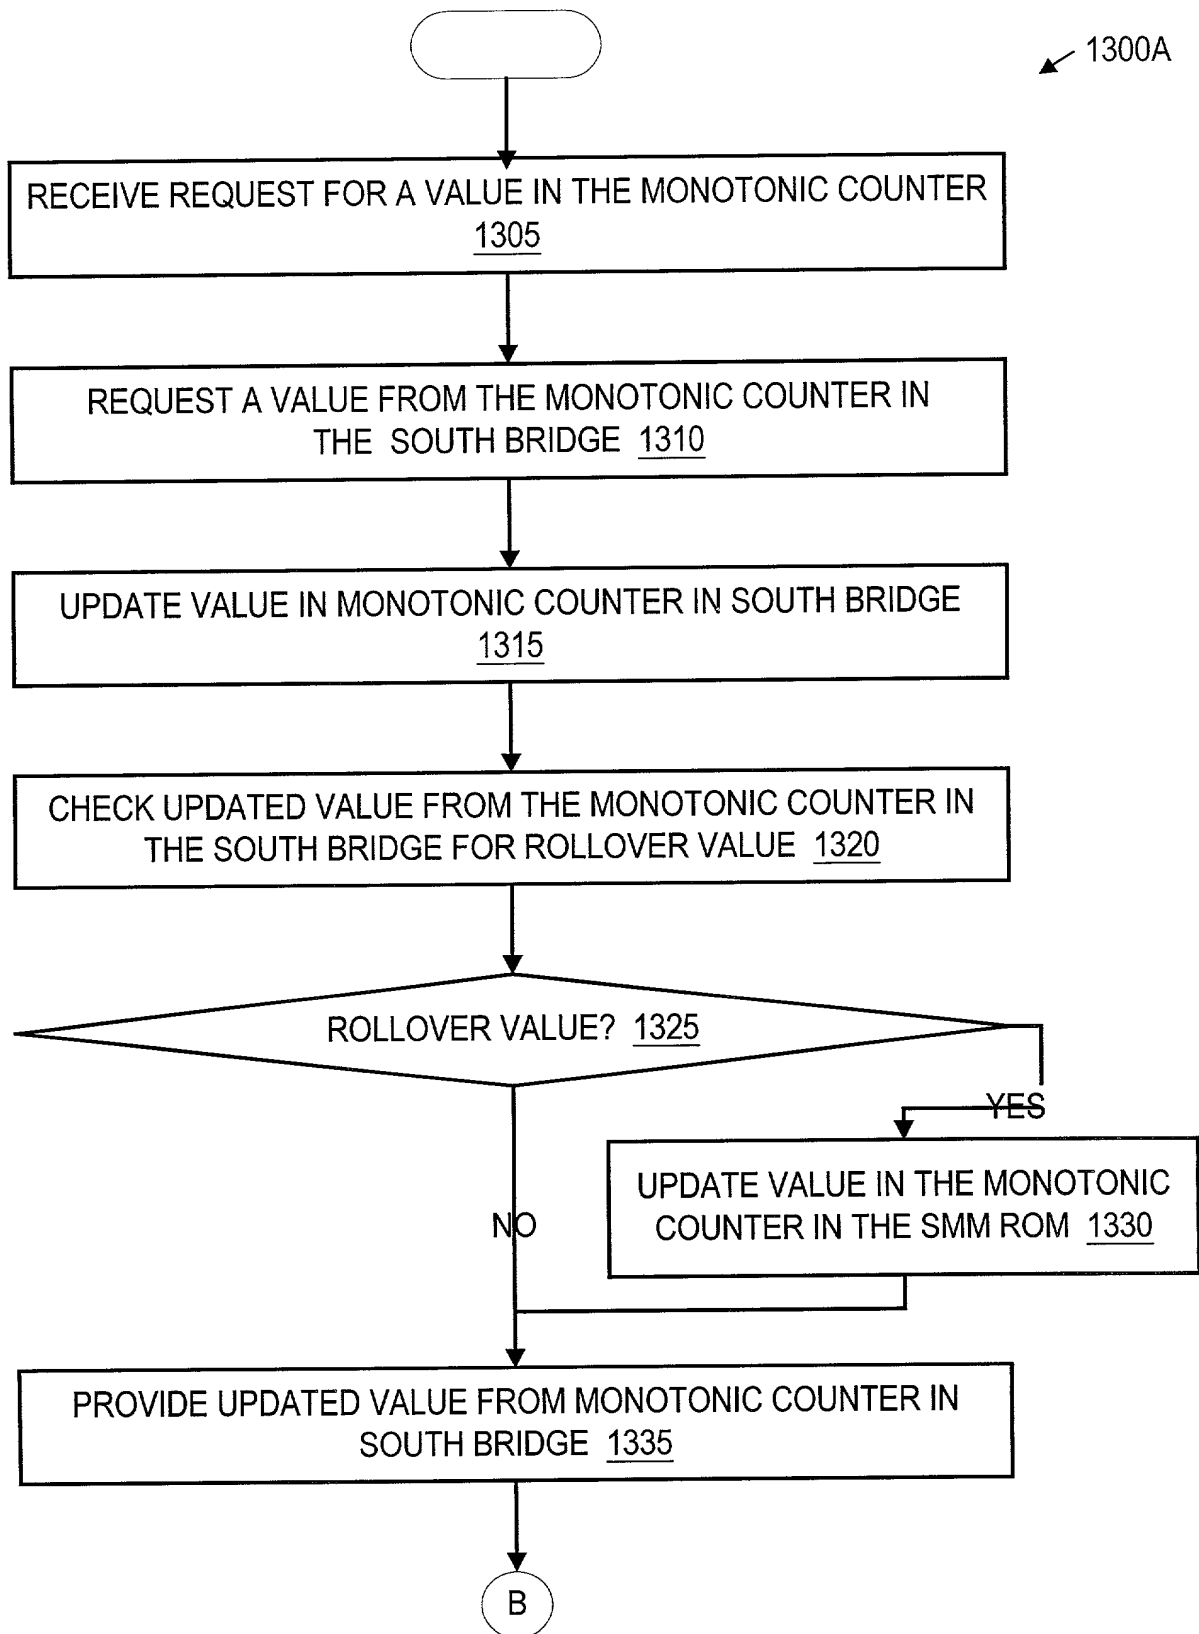 1300A
RECEIVE REQUEST FOR A VALUE IN THE MONOTONIC COUNTER
1305
REQUEST A VALUE FROM THE MONOTONIC COUNTER IN
THE SOUTH BRIDGE 1310
UPDATE VALUE IN MONOTONIC COUNTER IN SOUTH BRIDGE
1315
CHECK UPDATED VALUE FROM THE MONOTONIC COUNTER IN
THE SOUTH BRIDGE FOR ROLLOVER VALUE 1320
ROLLOVER VALUE? 1325
YES
UPDATE VALUE IN THE MONOTONIC
COUNTER IN THE SMM ROM 1330
NO
PROVIDE UPDATED VALUE FROM MONOTONIC COUNTER IN
SOUTH BRIDGE 1335
B